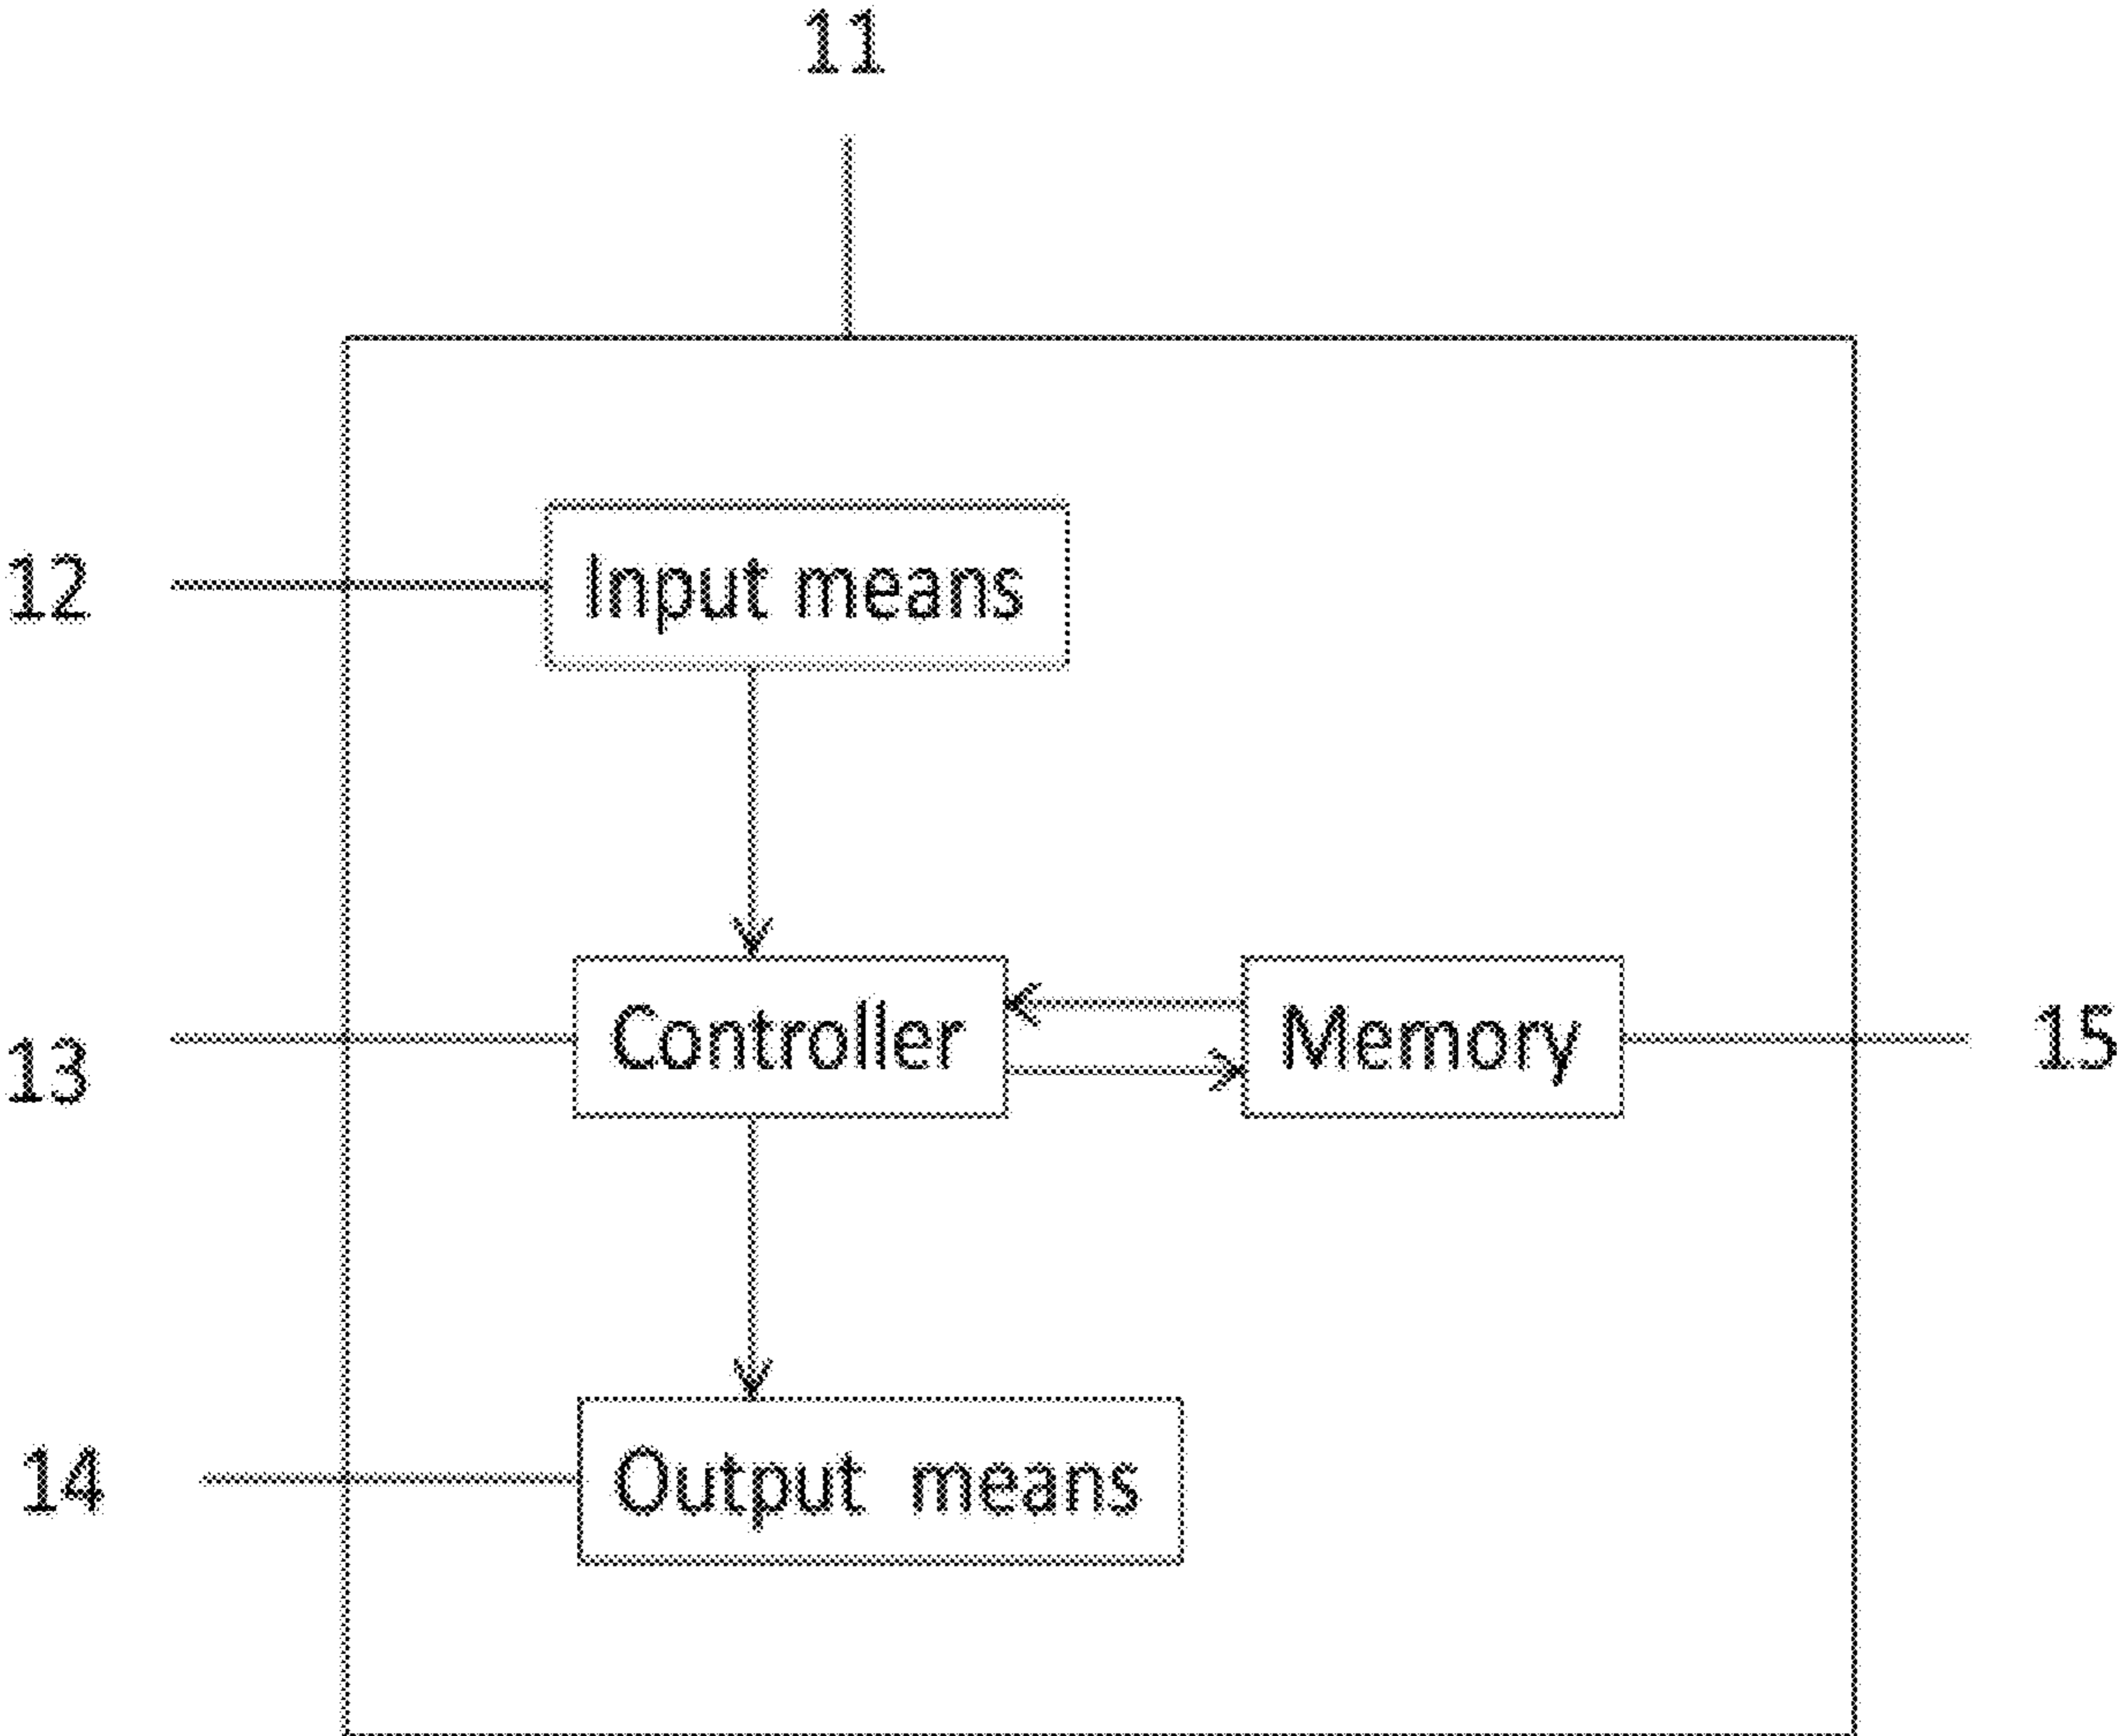 11
12
Input means
13
Controller
Memory
15
14
Output means